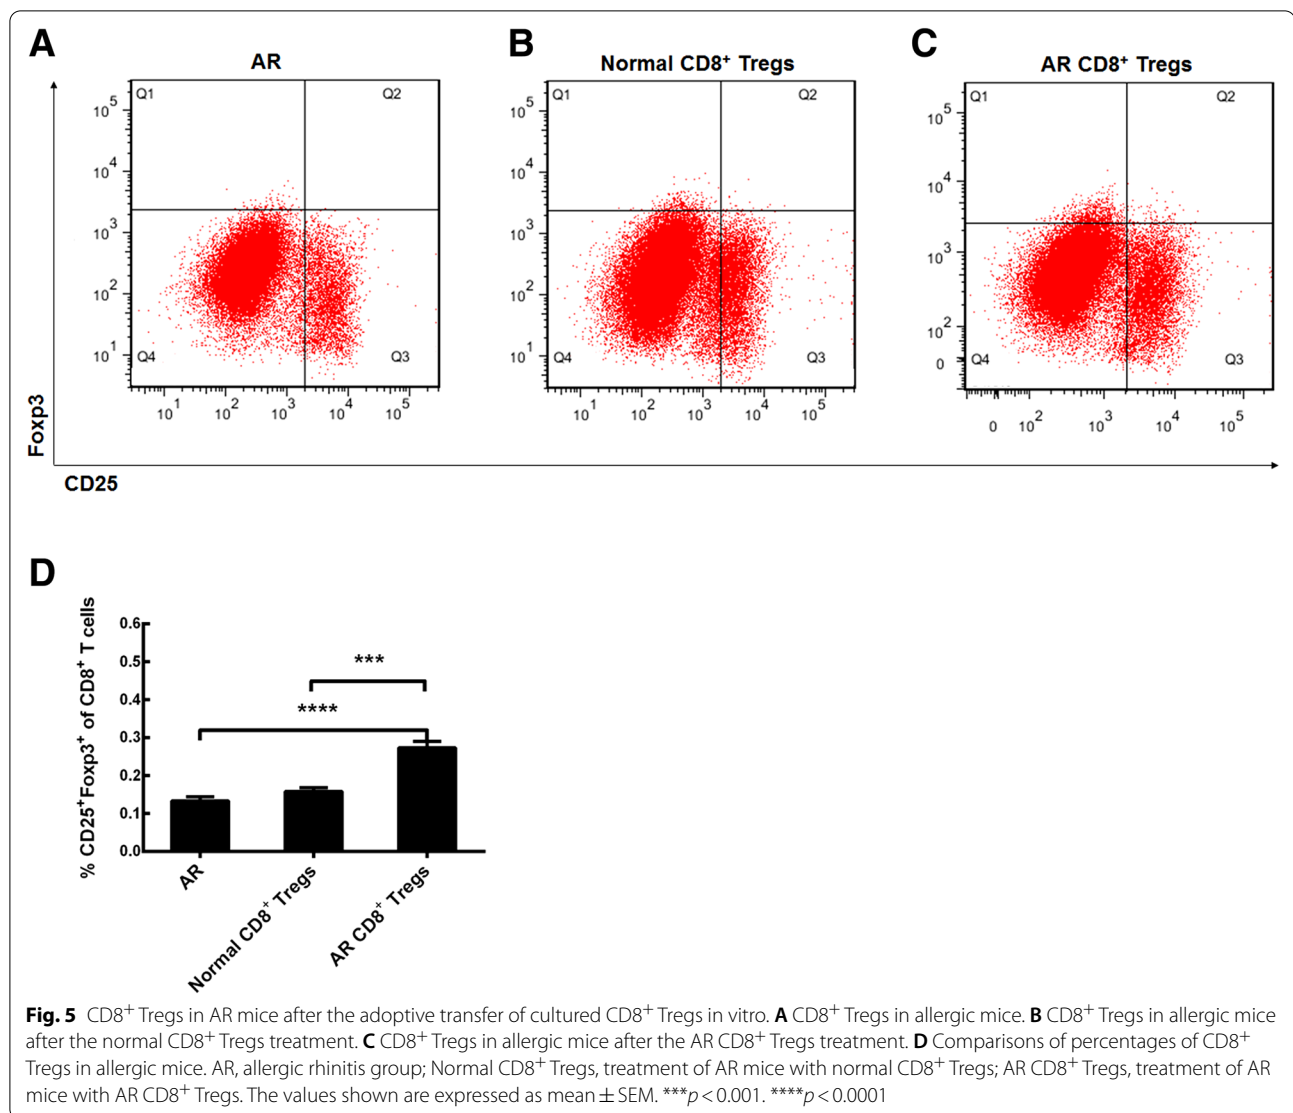 A
AR
Q1
Q2
Q4
Q3
10⁵
10⁴
10³
10²
10¹
10¹ 10² 10³ 10⁴ 10⁵
B
Normal CD8⁺ Tregs
Q1
Q2
Q4
Q3
10⁵
10⁴
10³
10²
10¹
10¹ 10² 10³ 10⁴ 10⁵
C
AR CD8⁺ Tregs
Q1
Q2
Q4
Q3
10⁵
10⁴
10³
10²
0
0 10² 10³ 10⁴ 10⁵
Foxp3
CD25
D
% CD25⁺Foxp3⁺ of CD8⁺ T cells
0.6
0.5
0.4
0.3
0.2
0.1
0.0
***
****
AR
Normal CD8⁺ Tregs
AR CD8⁺ Tregs
Fig. 5 CD8⁺ Tregs in AR mice after the adoptive transfer of cultured CD8⁺ Tregs in vitro. A CD8⁺ Tregs in allergic mice. B CD8⁺ Tregs in allergic mice
after the normal CD8⁺ Tregs treatment. C CD8⁺ Tregs in allergic mice after the AR CD8⁺ Tregs treatment. D Comparisons of percentages of CD8⁺
Tregs in allergic mice. AR, allergic rhinitis group; Normal CD8⁺ Tregs, treatment of AR mice with normal CD8⁺ Tregs; AR CD8⁺ Tregs, treatment of AR
mice with AR CD8⁺ Tregs. The values shown are expressed as mean ± SEM. ***p < 0.001. ****p < 0.0001